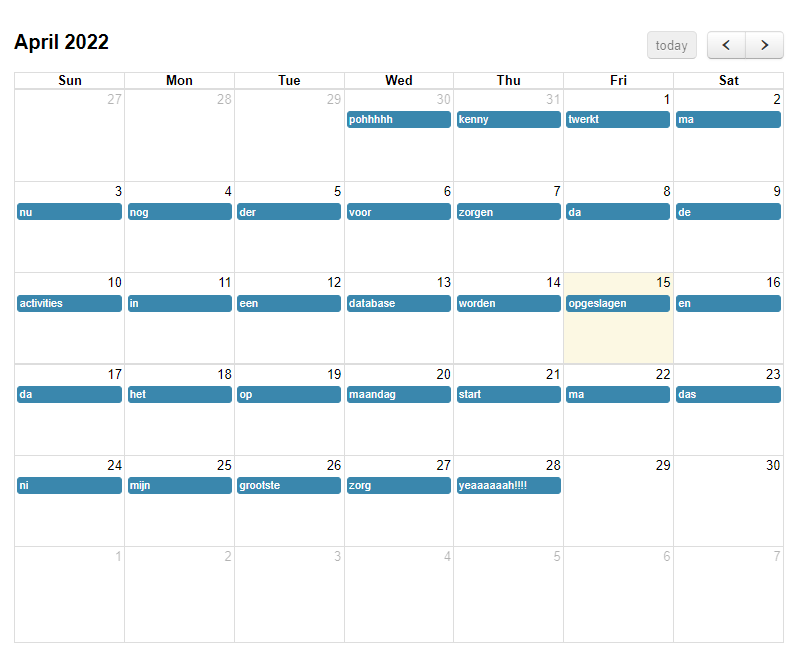 April 2022
today
Sun Mon Tue Wed Thu Fri Sat
27 28 29 30 31 1 2
pohhhhh kenny twerkt ma
3 4 5 6 7 8 9
nu nog der voor zorgen da de
10 11 12 13 14 15 16
activities in een database worden opgeslagen en
17 18 19 20 21 22 23
da het op maandag start ma das
24 25 26 27 28 29 30
ni mijn grootste zorg yeaaaaaah!!!!
1 2 3 4 5 6 7